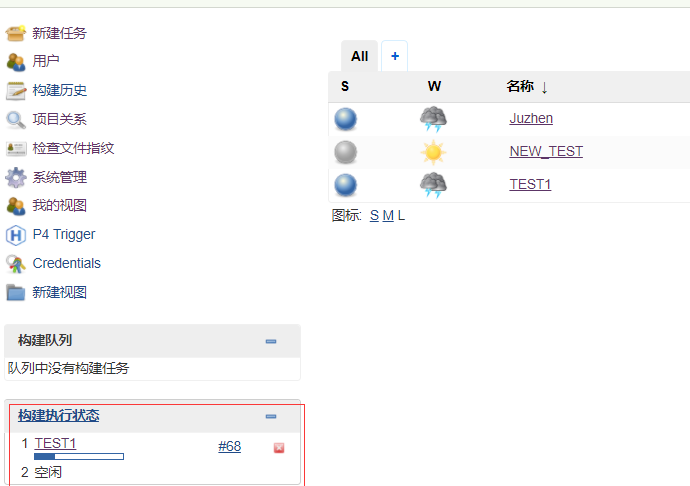 新建任务
用户
构建历史
项目关系
检查文件指纹
系统管理
我的视图
P4 Trigger
Credentials
新建视图
构建队列
队列中没有构建任务
构建执行状态
1 TEST1 #68
2 空闲
All +
S W 名称 ↓
Juzhen
NEW_TEST
TEST1
图标: S M L